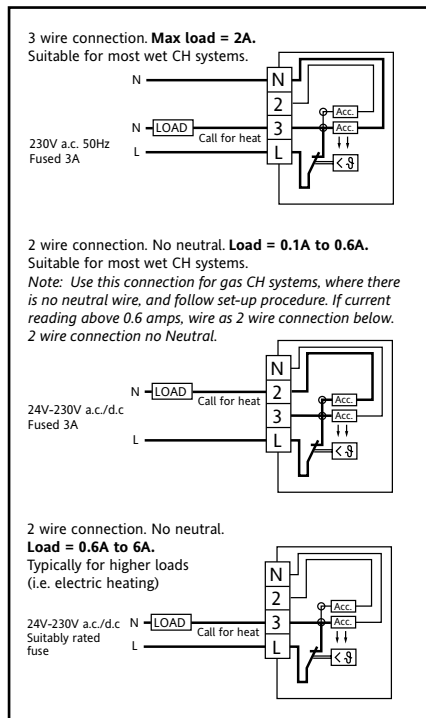 3 wire connection. Max load = 2A.
Suitable for most wet CH systems.
N
N
2
N LOAD
Call for heat
3
L
L
230V a.c. 50Hz
Fused 3A
Acc.
Acc.
< ϑ
2 wire connection. No neutral. Load = 0.1A to 0.6A.
Suitable for most wet CH systems.
Note: Use this connection for gas CH systems, where there
is no neutral wire, and follow set-up procedure. If current
reading above 0.6 amps, wire as 2 wire connection below.
2 wire connection no Neutral.
N
N LOAD
Call for heat
2
3
L
L
24V-230V a.c./d.c
Fused 3A
Acc.
Acc.
< ϑ
2 wire connection. No neutral.
Load = 0.6A to 6A.
Typically for higher loads
(i.e. electric heating)
N
2
24V-230V a.c./d.c
Suitably rated
fuse
N LOAD
Call for heat
3
L
L
Acc.
Acc.
< ϑ